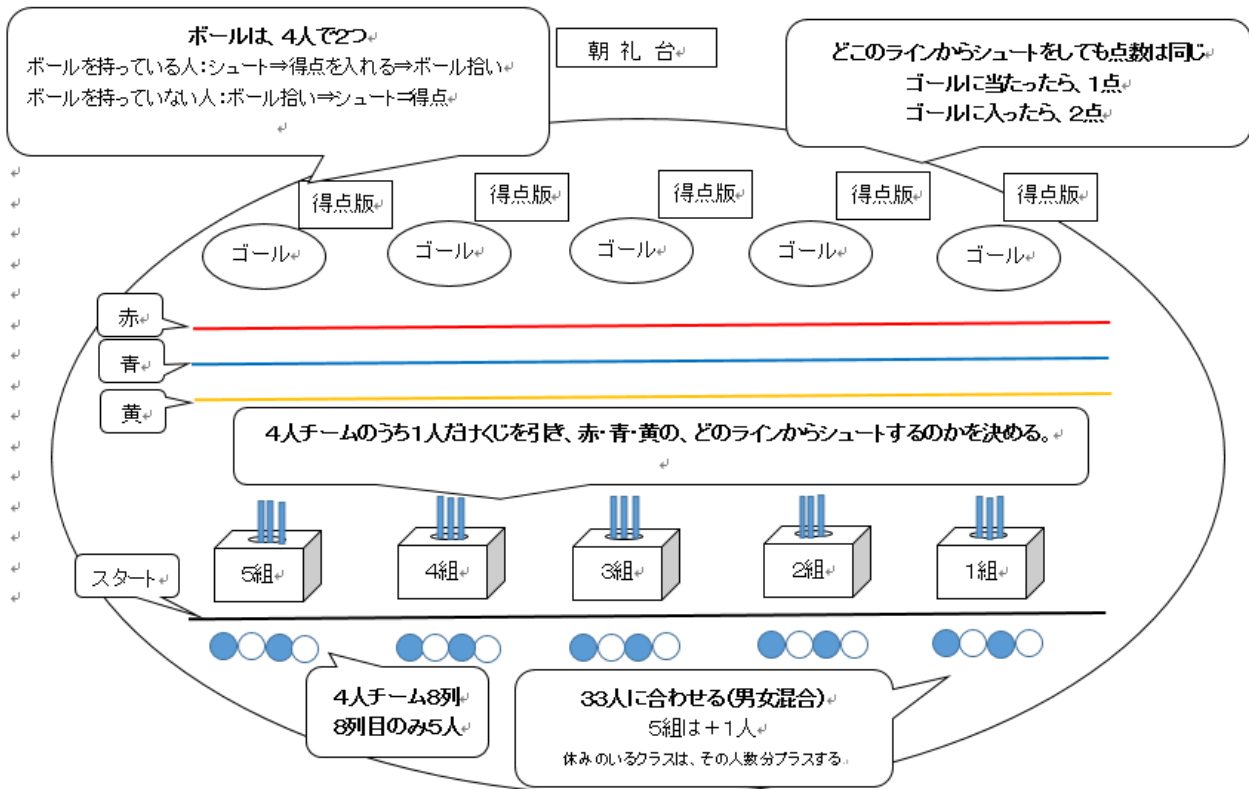 ボールは、4人で2つ
ボールを持っている人：シュート⇒得点を入れる⇒ボール拾い
ボールを持っていない人：ボール拾い⇒シュート⇒得点
朝礼台
どこのラインからシュートをしても点数は同じ
ゴールに当たったら、1点
ゴールに入ったら、2点
得点版
得点版
得点版
得点版
得点版
ゴール
ゴール
ゴール
ゴール
ゴール
赤
青
黄
4人チームのうち1人だけくじを引き、赤・青・黄の、どのラインからシュートするのかを決める。
5組
4組
3組
2組
1組
スタート
4人チーム8列
8列目のみ5人
33人に合わせる(男女混合)
5組は＋1人
休みのいるクラスは、その人数分プラスする